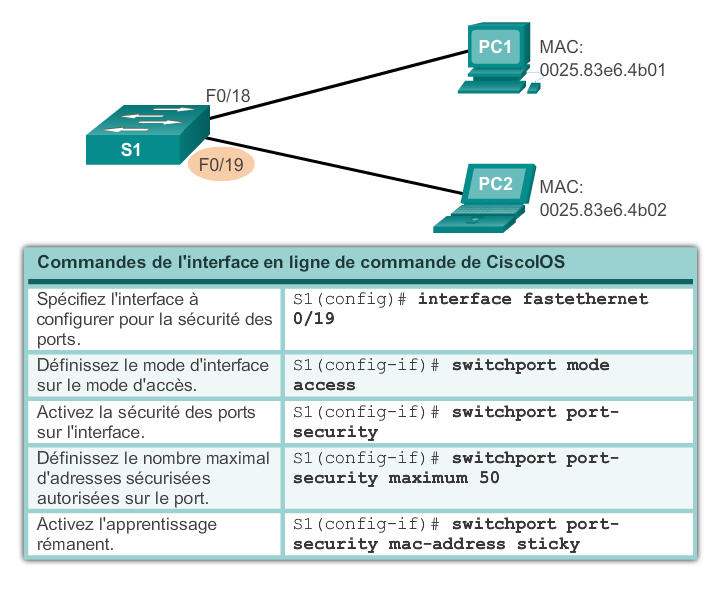 PC1
MAC:
0025.83e6.4b01
F0/18
S1
F0/19
PC2
MAC:
0025.83e6.4b02
Commandes de l'interface en ligne de commande de CiscoIOS
Spécifiez l'interface à
configurer pour la sécurité des
ports.
S1(config)# interface fastethernet
0/19
Définissez le mode d'interface
sur le mode d'accès.
S1(config-if)# switchport mode
access
Activez la sécurité des ports
sur l'interface.
S1(config-if)# switchport port-
security
Définissez le nombre maximal
d'adresses sécurisées
autorisées sur le port.
S1(config-if)# switchport port-
security maximum 50
Activez l'apprentissage
rémanent.
S1(config-if)# switchport port-
security mac-address sticky